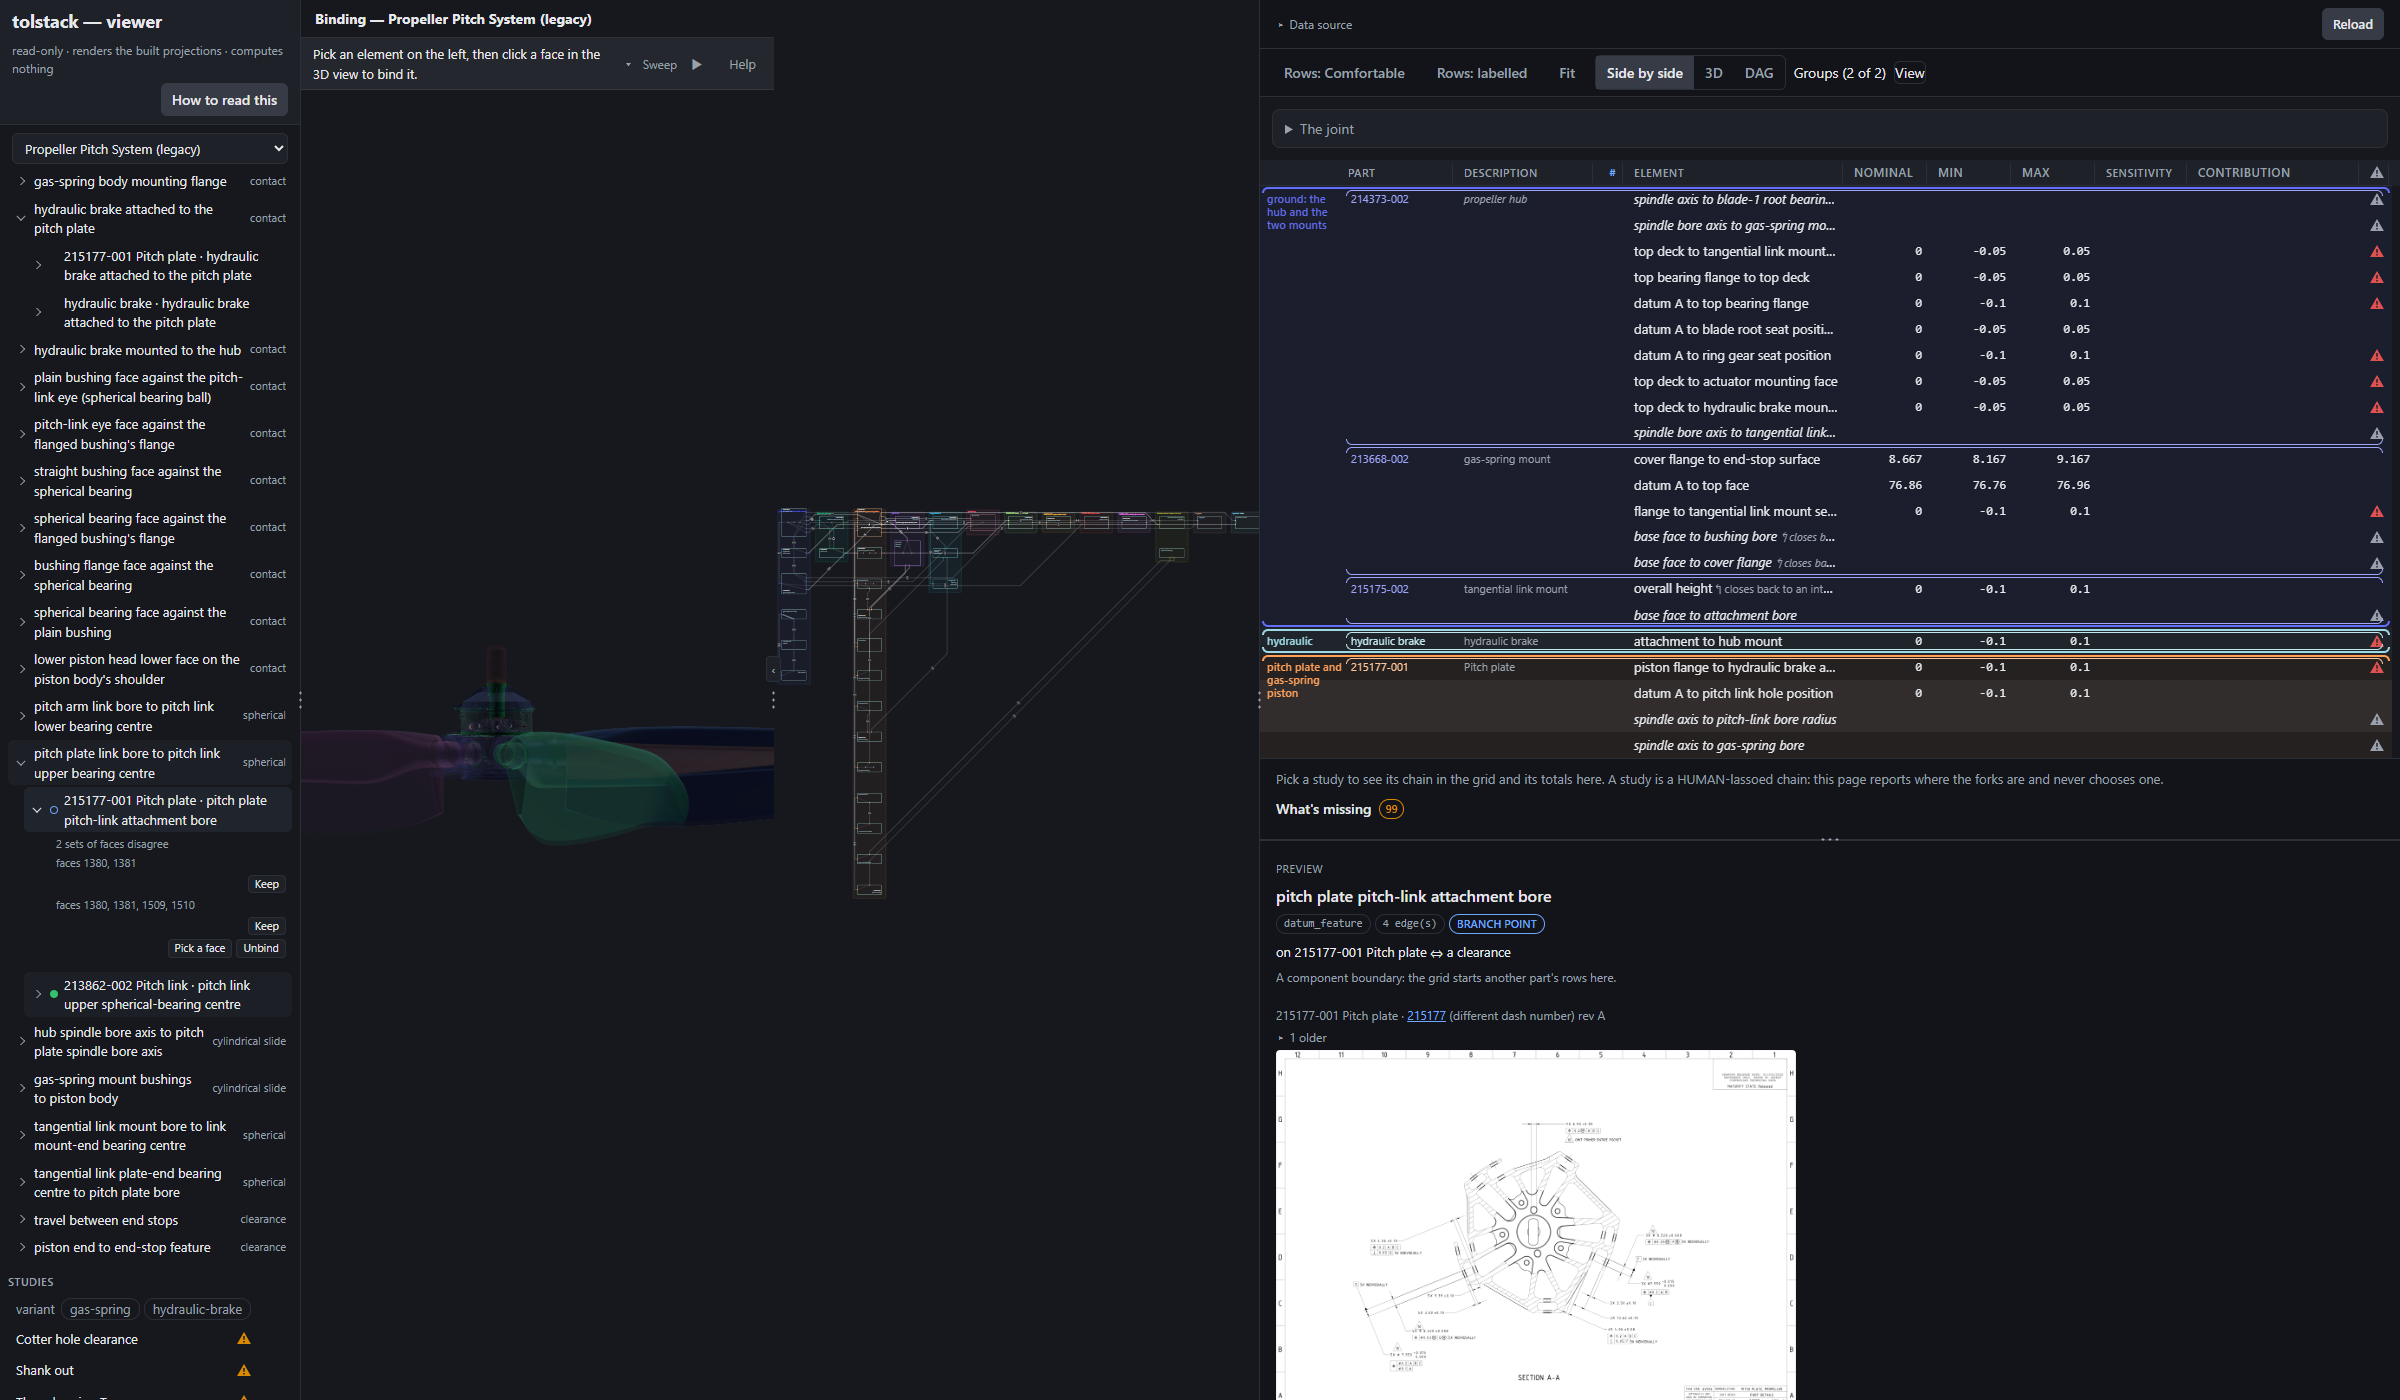 tolstack — viewer
read-only · renders the built projections · computes
nothing
How to read this
Propeller Pitch System (legacy)
gas-spring body mounting flange contact
hydraulic brake attached to the
pitch plate contact
215177-001 Pitch plate · hydraulic
brake attached to the pitch plate
hydraulic brake · hydraulic brake
attached to the pitch plate
hydraulic brake mounted to the hub contact
plain bushing face against the pitch-
link eye (spherical bearing ball) contact
pitch-link eye face against the
flanged bushing's flange contact
straight bushing face against the
spherical bearing contact
spherical bearing face against the
flanged bushing's flange contact
bushing flange face against the
spherical bearing contact
spherical bearing face against the
plain bushing contact
lower piston head lower face on the
piston body's shoulder contact
pitch arm link bore to pitch link
lower bearing centre spherical
pitch plate link bore to pitch link
upper bearing centre spherical
215177-001 Pitch plate · pitch plate
pitch-link attachment bore
2 sets of faces disagree
faces 1380, 1381
Keep
faces 1380, 1381, 1509, 1510
Keep
Pick a face Unbind
213862-002 Pitch link · pitch link
upper spherical-bearing centre
hub spindle bore axis to pitch
plate spindle bore axis cylindrical slide
gas-spring mount bushings
to piston body cylindrical slide
tangential link mount bore to link
mount-end bearing centre spherical
tangential link plate-end bearing
centre to pitch plate bore spherical
travel between end stops clearance
piston end to end-stop feature clearance
STUDIES
variant gas-spring hydraulic-brake
Cotter hole clearance
Shank out
Binding — Propeller Pitch System (legacy)
Pick an element on the left, then click a face in the
3D view to bind it.
Sweep Help
Data source Reload
Rows: Comfortable Rows: labelled Fit Side by side 3D DAG Groups (2 of 2) View
The joint
PART DESCRIPTION # ELEMENT NOMINAL MIN MAX SENSITIVITY CONTRIBUTION
ground: the
hub and the
two mounts
214373-002 propeller hub spindle axis to blade-1 root bearin...
spindle bore axis to gas-spring mo...
top deck to tangential link mount... 0 -0.05 0.05
top bearing flange to top deck 0 -0.05 0.05
datum A to top bearing flange 0 -0.1 0.1
datum A to blade root seat positi... 0 -0.05 0.05
datum A to ring gear seat position 0 -0.1 0.1
top deck to actuator mounting face 0 -0.05 0.05
top deck to hydraulic brake moun... 0 -0.05 0.05
spindle bore axis to tangential link...
213668-002 gas-spring mount cover flange to end-stop surface 8.667 8.167 9.167
datum A to top face 76.86 76.76 76.96
flange to tangential link mount se... 0 -0.1 0.1
base face to bushing bore ↰ closes b...
base face to cover flange ↰ closes ba...
215175-002 tangential link mount overall height ↰ closes back to an int... 0 -0.1 0.1
base face to attachment bore
hydraulic hydraulic brake hydraulic brake attachment to hub mount 0 -0.1 0.1
pitch plate and
gas-spring
piston
215177-001 Pitch plate piston flange to hydraulic brake a... 0 -0.1 0.1
datum A to pitch link hole position 0 -0.1 0.1
spindle axis to pitch-link bore radius
spindle axis to gas-spring bore
Pick a study to see its chain in the grid and its totals here. A study is a HUMAN-lassoed chain: this page reports where the forks are and never chooses one.
What's missing 99
PREVIEW
pitch plate pitch-link attachment bore
datum_feature 4 edge(s) BRANCH POINT
on 215177-001 Pitch plate ⇔ a clearance
A component boundary: the grid starts another part's rows here.
215177-001 Pitch plate · 215177 (different dash number) rev A
1 older
12 11 10 9 8 7 6 5 4 3 2 1
H H
G G
F F
E E
D D
C C
B B
A A
SECTION A-A